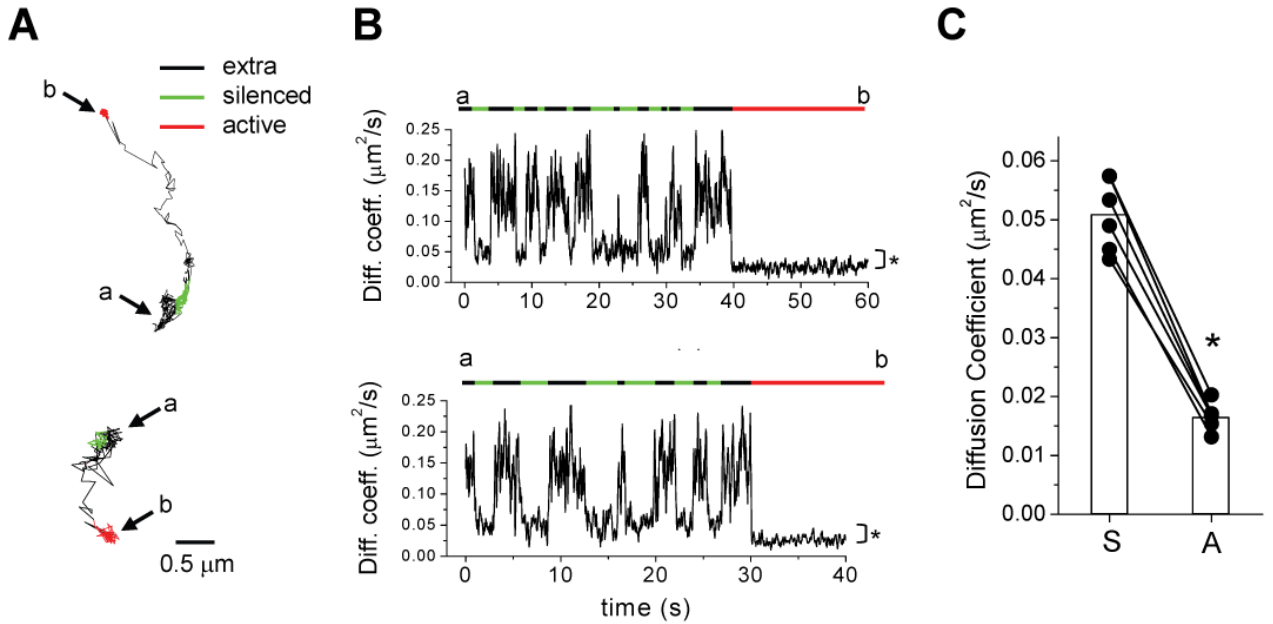 A
b
extra
silenced
active
a
a
b
0.5 μm
B
a
b
Diff. coeff. (μm²/s)
0.25
0.20
0.15
0.10
0.05
0.00
*
0 10 20 30 40 50 60
a
b
Diff. coeff. (μm²/s)
0.25
0.20
0.15
0.10
0.05
0.00
*
0 10 20 30 40
time (s)
C
Diffusion Coefficient (μm²/s)
0.06
0.05
0.04
0.03
0.02
0.01
0.00
*
S A